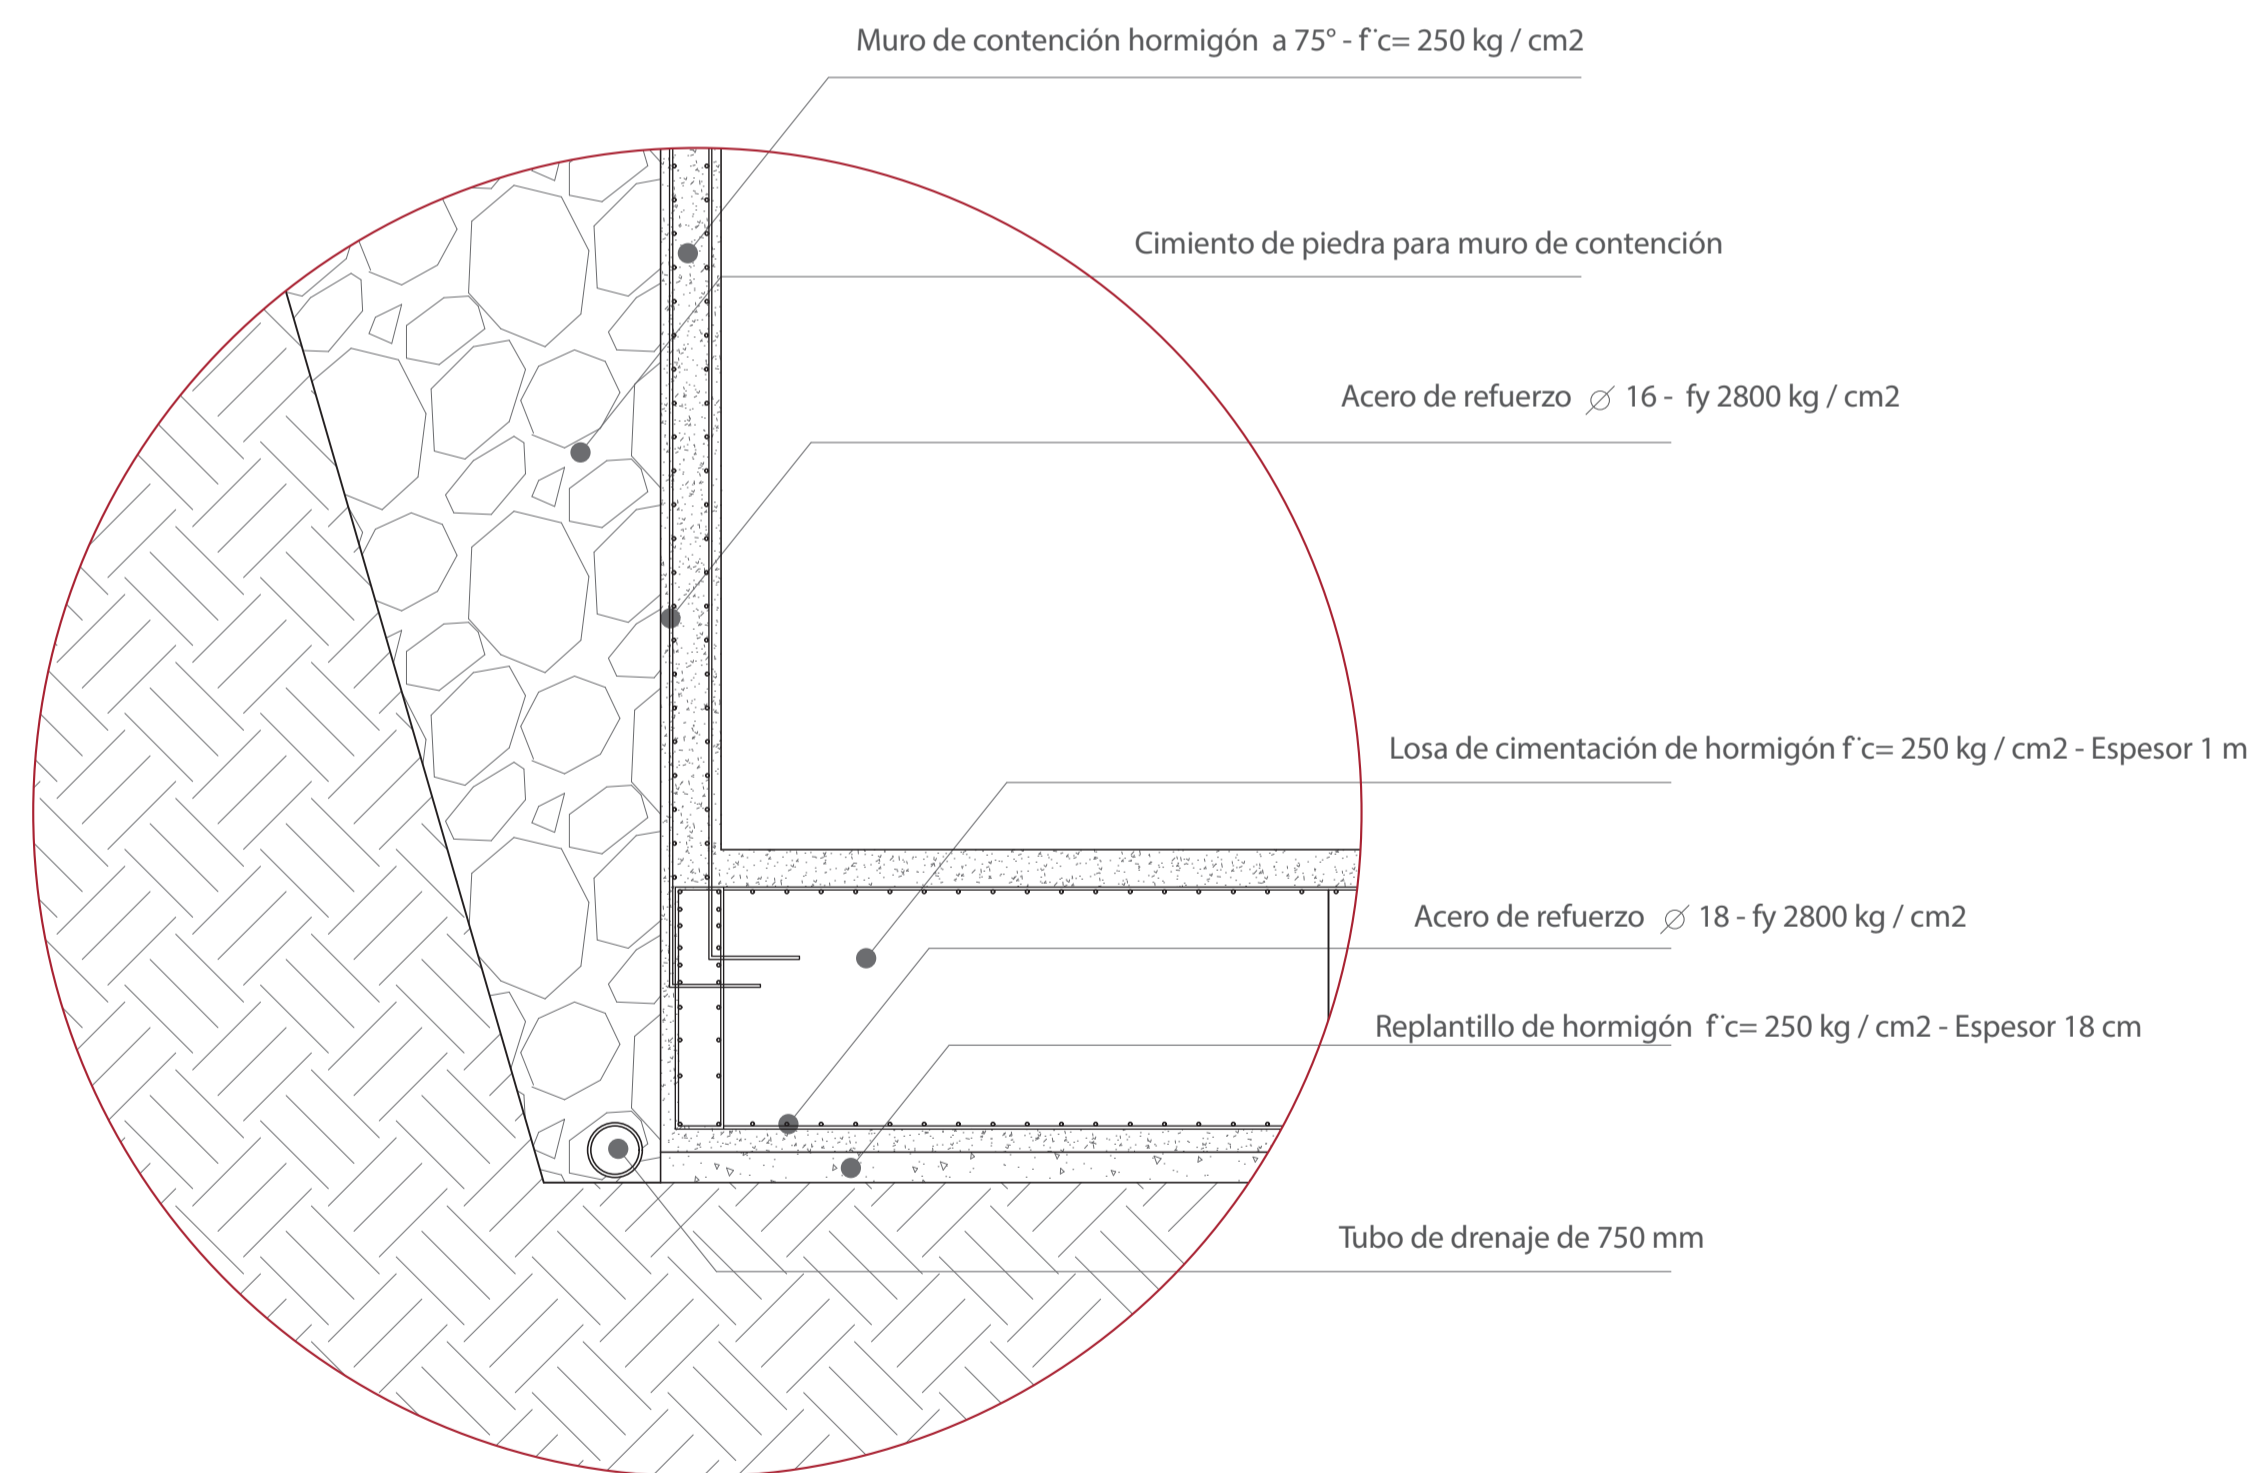 Muro de contención hormigón a 75° - f¨c= 250 kg / cm2
Cimiento de piedra para muro de contención
Acero de refuerzo ∅ 16 - fy 2800 kg / cm2
Losa de cimentación de hormigón f¨c= 250 kg / cm2 - Espesor 1 m
Acero de refuerzo ∅ 18 - fy 2800 kg / cm2
Replantillo de hormigón f¨c= 250 kg / cm2 - Espesor 18 cm
Tubo de drenaje de 750 mm